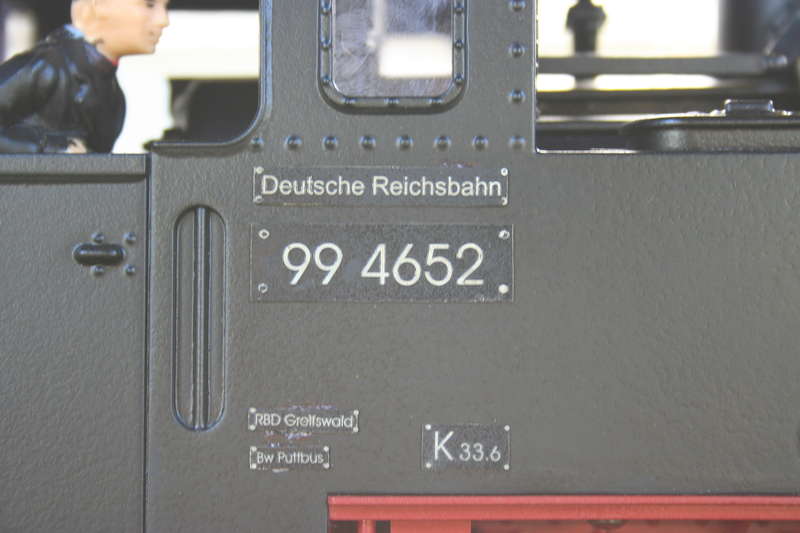 Deutsche Reichsbahn
99 4652
RBD Greifswald
Bw Puttbus
K 33.6